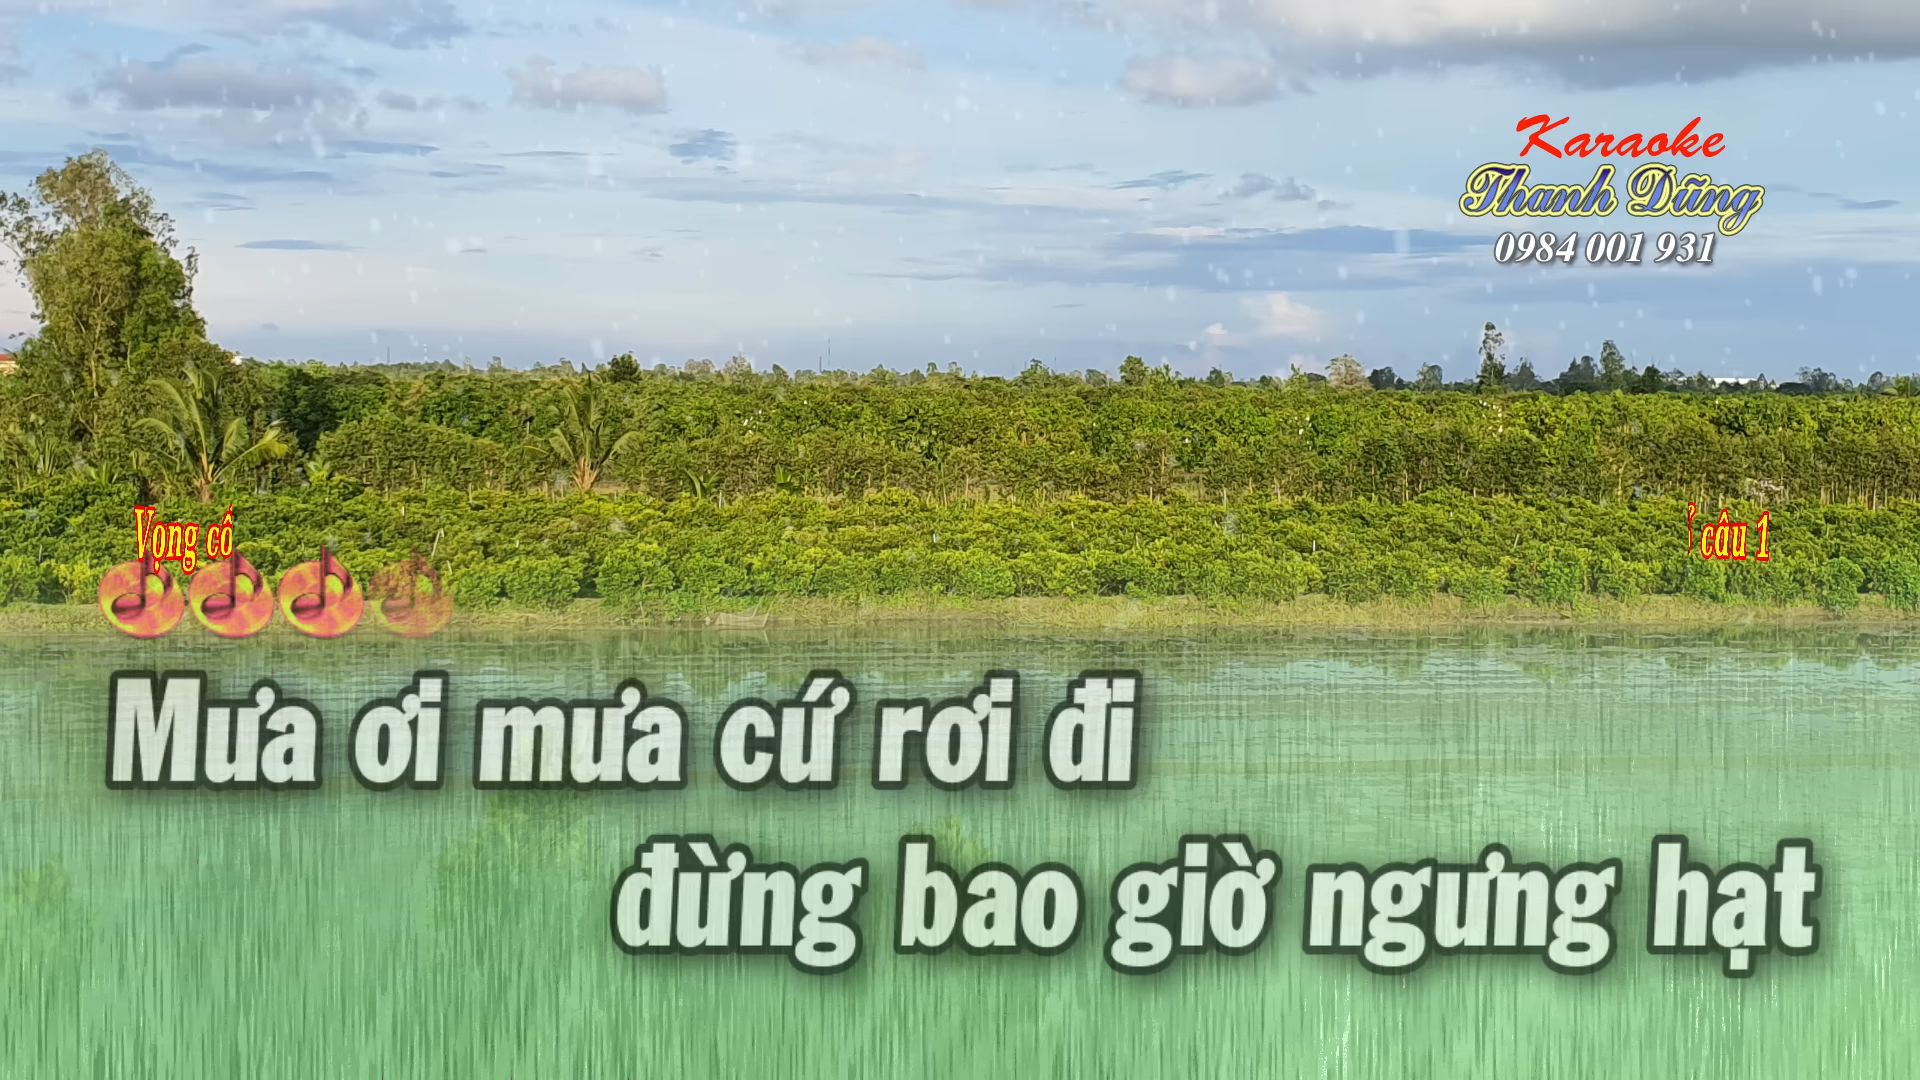 Karaoke
Thanh Dũng
0984 001 931
Vọng cổ
câu 1
Mưa ơi mưa cứ rơi đi
đừng bao giờ ngưng hạt